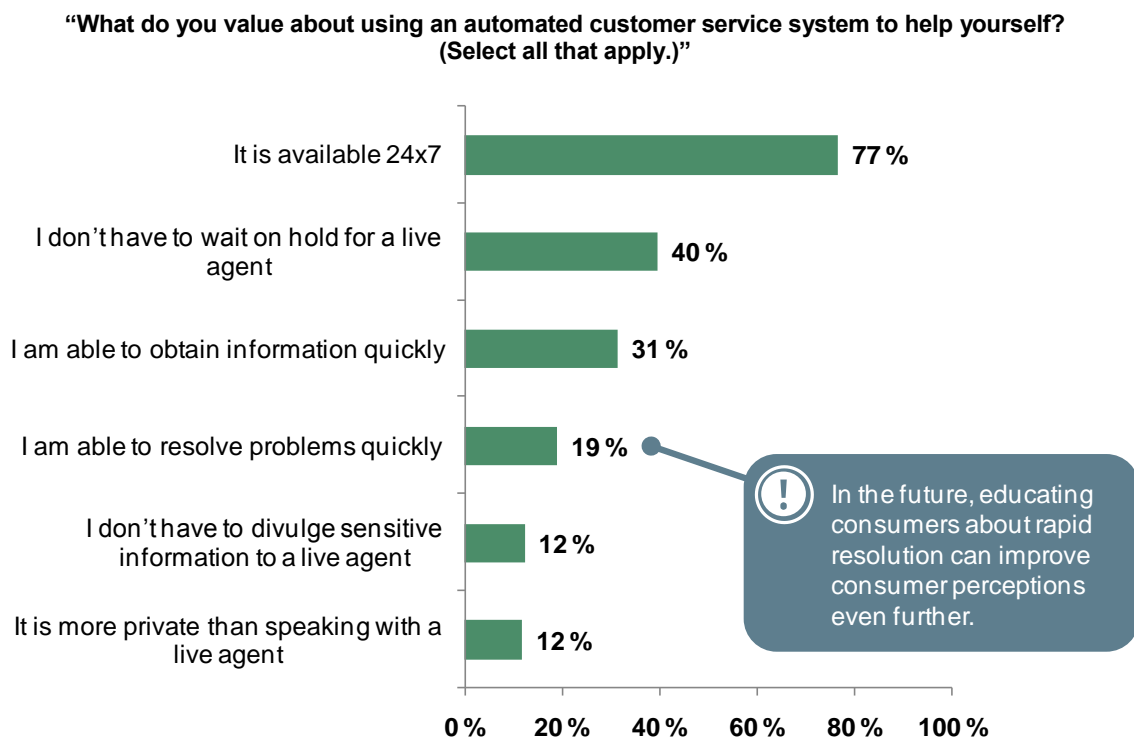 “What do you value about using an automated customer service system to help yourself?
(Select all that apply.)”
It is available 24x7
77 %
I don’t have to wait on hold for a live
agent
40 %
I am able to obtain information quickly
31 %
I am able to resolve problems quickly
19 %
I don’t have to divulge sensitive
information to a live agent
12 %
It is more private than speaking with a
live agent
12 %
!
In the future, educating
consumers about rapid
resolution can improve
consumer perceptions
even further.
0 % 20 % 40 % 60 % 80 % 100 %